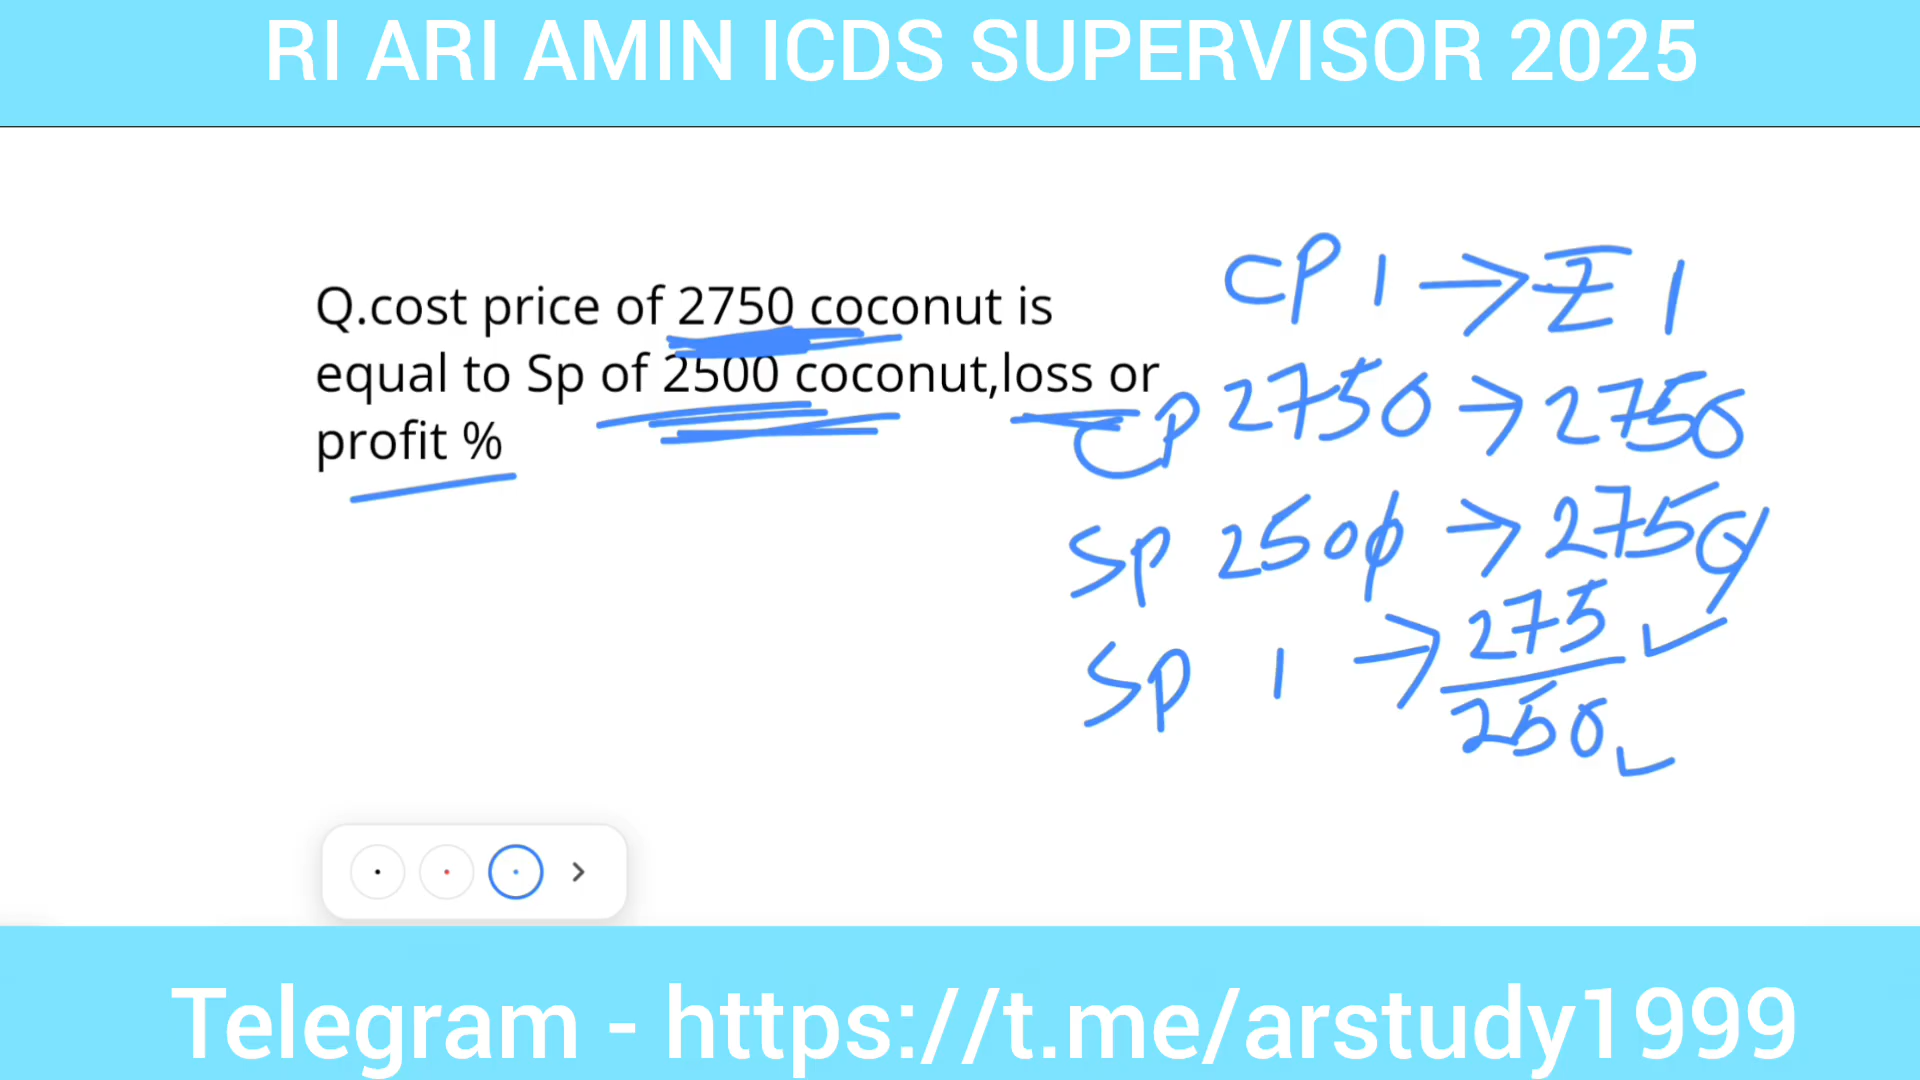 RI ARI AMIN ICDS SUPERVISOR 2025
Q.cost price of 2750 coconut is
equal to Sp of 2500 coconut,loss or
profit %
CP 1 → ₹ 1
CP 2750 → 2750
SP 2500 → 2750
SP 1 → 275
250
Telegram - https://t.me/arstudy1999